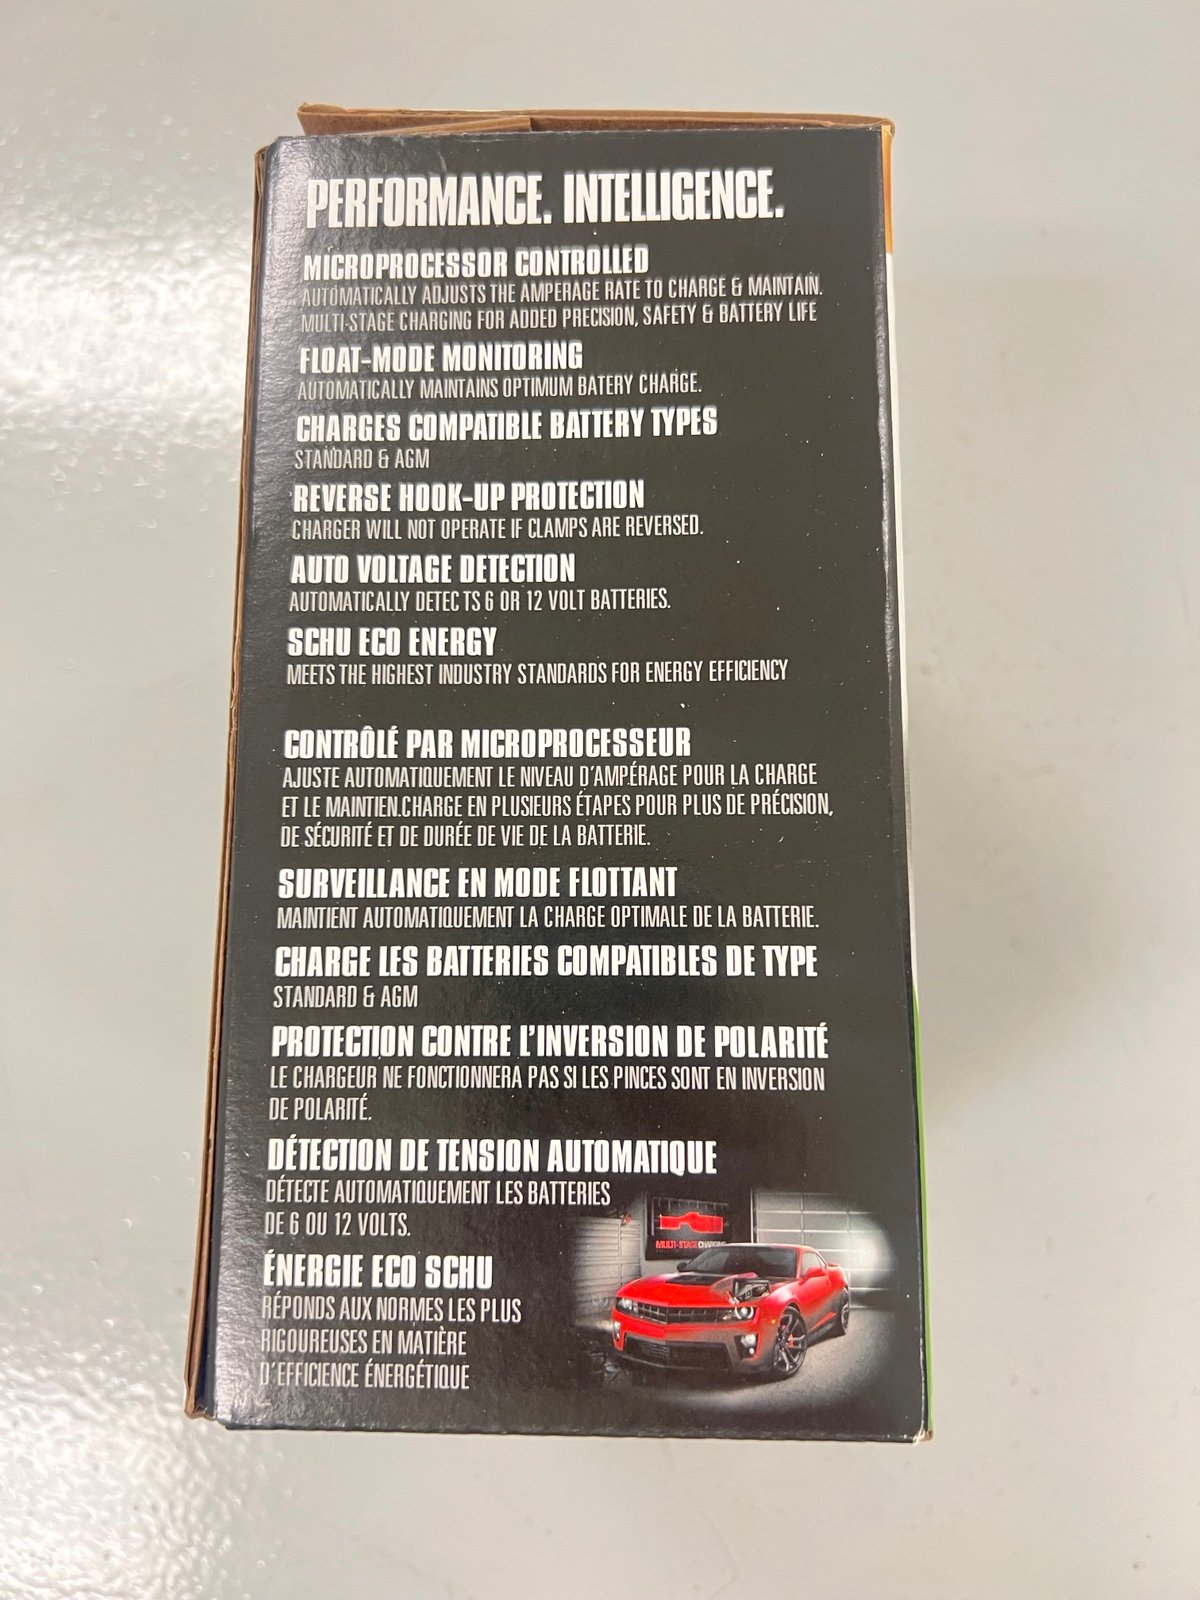 PERFORMANCE. INTELLIGENCE.
MICROPROCESSOR CONTROLLED
AUTOMATICALLY ADJUSTS THE AMPERAGE RATE TO CHARGE & MAINTAIN.
MULTI-STAGE CHARGING FOR ADDED PRECISION, SAFETY & BATTERY LIFE
FLOAT-MODE MONITORING
AUTOMATICALLY MAINTAINS OPTIMUM BATERY CHARGE.
CHARGES COMPATIBLE BATTERY TYPES
STANDARD & AGM
REVERSE HOOK-UP PROTECTION
CHARGER WILL NOT OPERATE IF CLAMPS ARE REVERSED.
AUTO VOLTAGE DETECTION
AUTOMATICALLY DETEC TS 6 OR 12 VOLT BATTERIES.
SCHU ECO ENERGY
MEETS THE HIGHEST INDUSTRY STANDARDS FOR ENERGY EFFICIENCY
CONTRÔLÉ PAR MICROPROCESSEUR
AJUSTE AUTOMATIQUEMENT LE NIVEAU D'AMPÉRAGE POUR LA CHARGE
ET LE MAINTIEN.CHARGE EN PLUSIEURS ÉTAPES POUR PLUS DE PRÉCISION,
DE SÉCURITÉ ET DE DURÉE DE VIE DE LA BATTERIE.
SURVEILLANCE EN MODE FLOTTANT
MAINTIENT AUTOMATIQUEMENT LA CHARGE OPTIMALE DE LA BATTERIE.
CHARGE LES BATTERIES COMPATIBLES DE TYPE
STANDARD & AGM
PROTECTION CONTRE L'INVERSION DE POLARITÉ
LE CHARGEUR NE FONCTIONNERA PAS SI LES PINCES SONT EN INVERSION
DE POLARITÉ.
DÉTECTION DE TENSION AUTOMATIQUE
DÉTECTE AUTOMATIQUEMENT LES BATTERIES
DE 6 OU 12 VOLTS.
ÉNERGIE ECO SCHU
RÉPONDS AUX NORMES LES PLUS
RIGOUREUSES EN MATIÈRE
D'EFFICIENCE ÉNERGÉTIQUE
MULTI-STAGE CHARGING